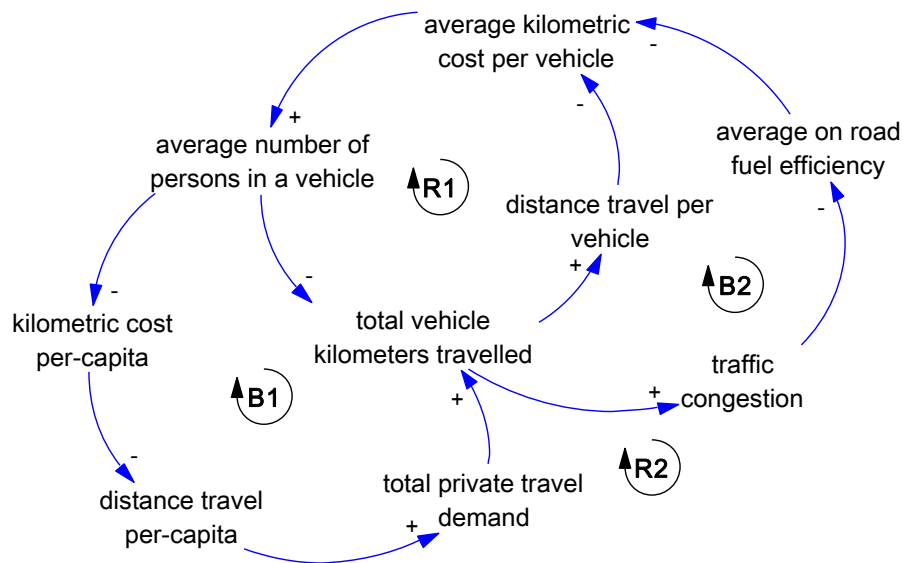 average kilometric
cost per vehicle
-
+
-
average number of
persons in a vehicle
average on road
fuel efficiency
R1
distance travel per
vehicle
-
+
-
B2
-
kilometric cost
per-capita
total vehicle
kilometers travelled
traffic
congestion
B1
+
+
-
R2
distance travel
per-capita
total private travel
demand
+